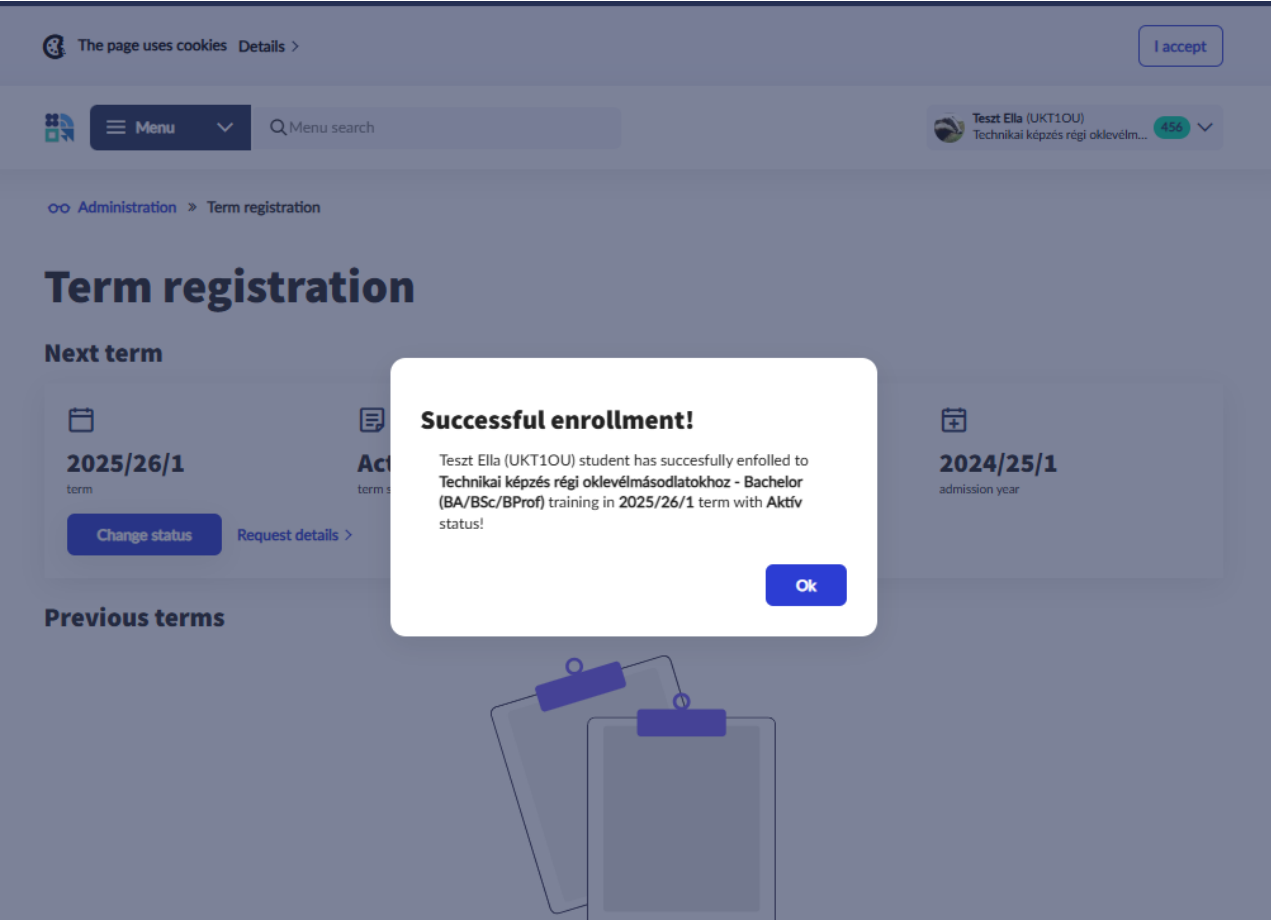 The page uses cookies Details >
I accept
Menu
Menu search
Teszt Ella (UKT1OU)
Technikai képzés régi oklevélm...
456
Administration » Term registration
Term registration
Next term
2025/26/1
term
Act
term s
2024/25/1
admission year
Change status
Request details >
Successful enrollment!
Teszt Ella (UKT1OU) student has succesfully enfolled to
Technikai képzés régi oklevélmásodlatokhoz - Bachelor
(BA/BSc/BProf) training in 2025/26/1 term with Aktív
status!
Ok
Previous terms